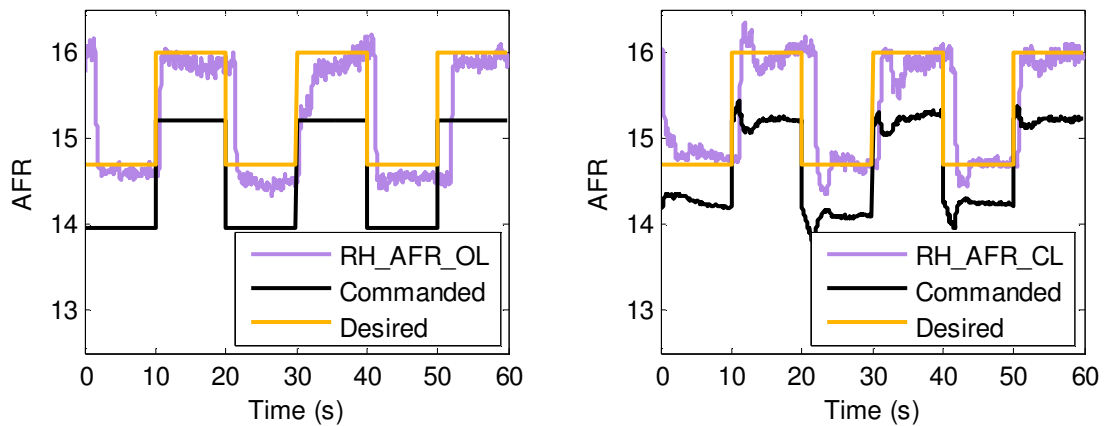 16
15
14
13
AFR
RH_AFR_OL
Commanded
Desired
0 10 20 30 40 50 60
Time (s)
16
15
14
13
AFR
RH_AFR_CL
Commanded
Desired
0 10 20 30 40 50 60
Time (s)